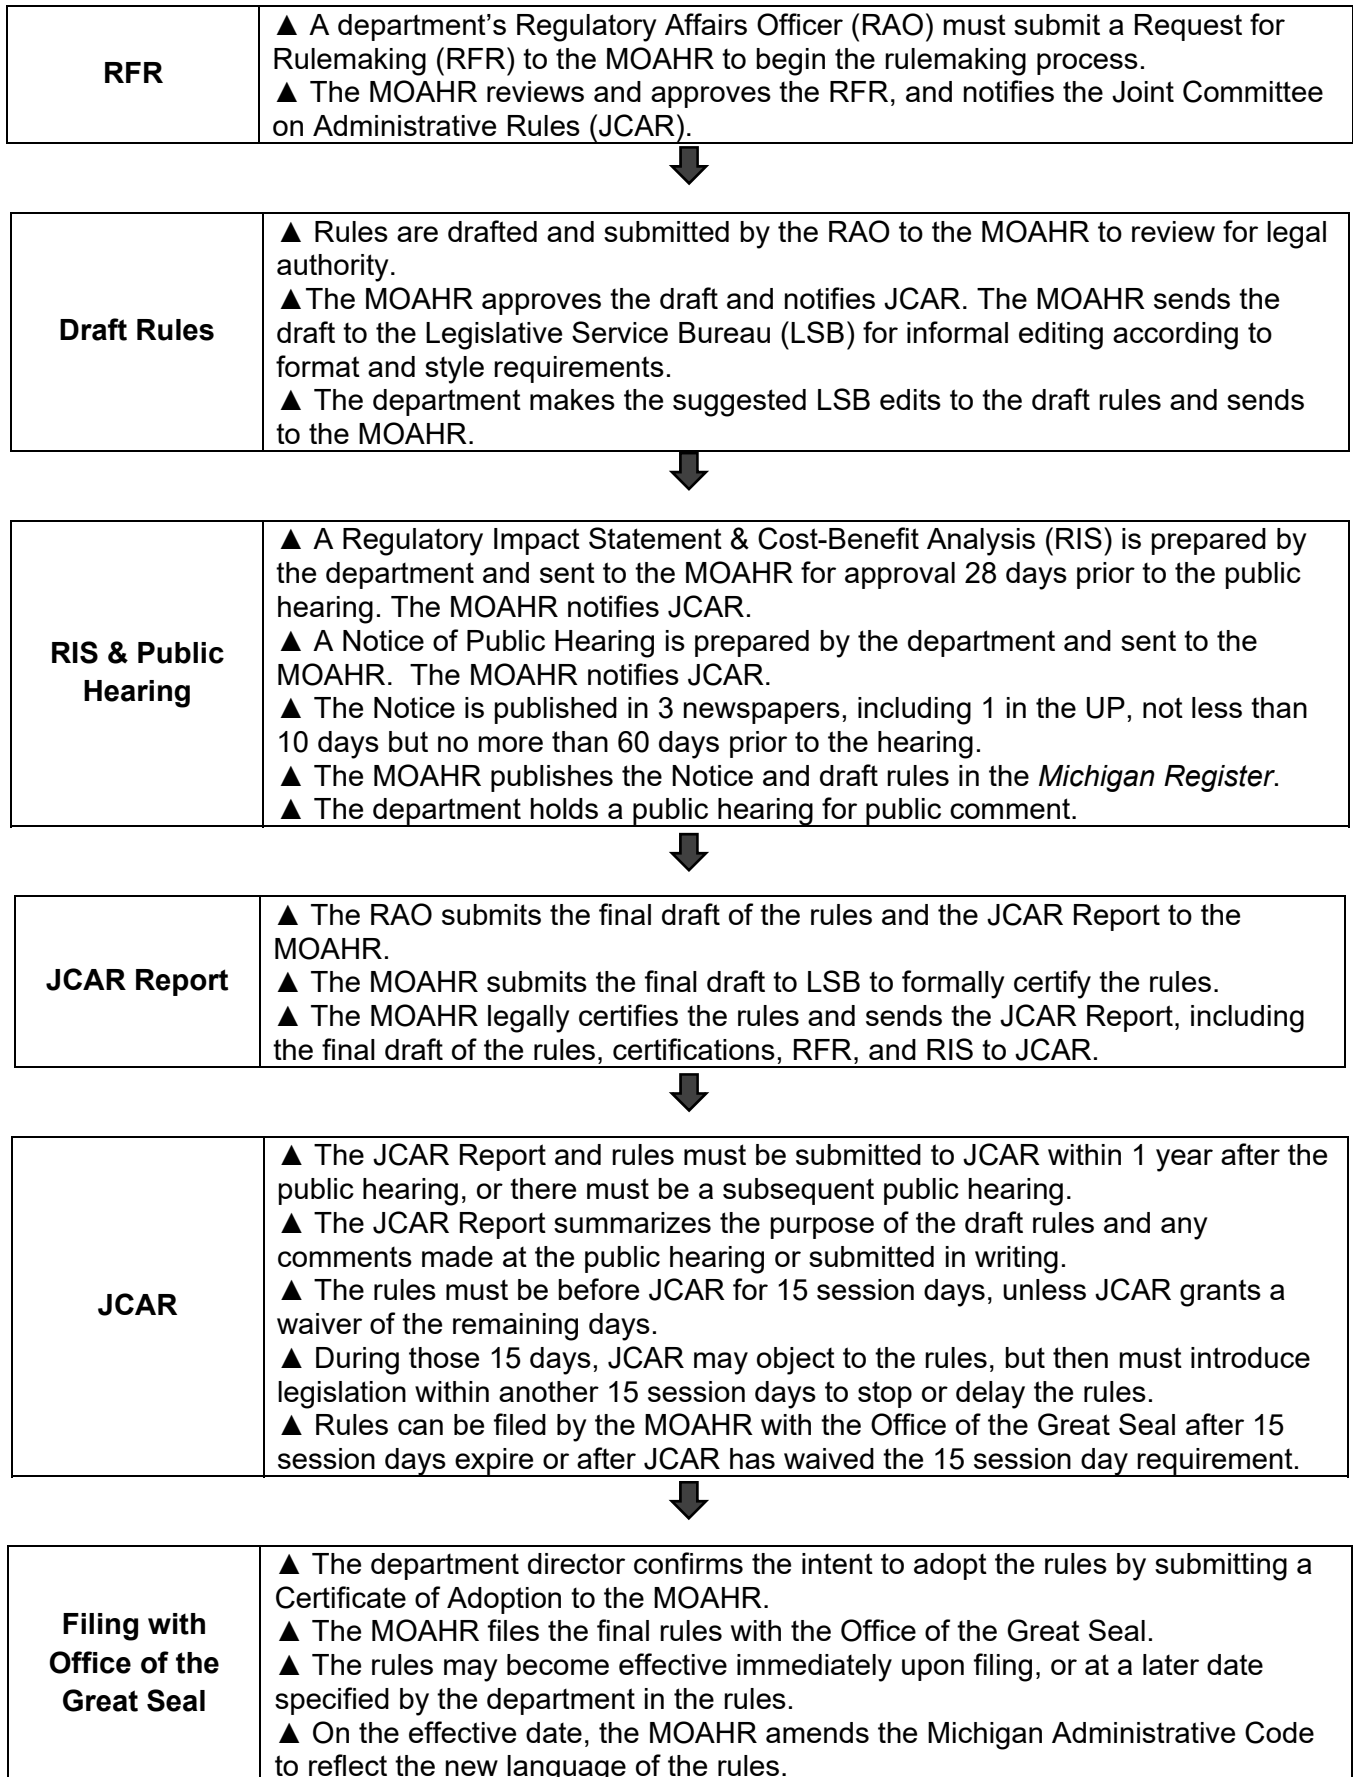 RFR
▲ A department’s Regulatory Affairs Officer (RAO) must submit a Request for
Rulemaking (RFR) to the MOAHR to begin the rulemaking process.
▲ The MOAHR reviews and approves the RFR, and notifies the Joint Committee
on Administrative Rules (JCAR).
Draft Rules
▲ Rules are drafted and submitted by the RAO to the MOAHR to review for legal
authority.
▲The MOAHR approves the draft and notifies JCAR. The MOAHR sends the
draft to the Legislative Service Bureau (LSB) for informal editing according to
format and style requirements.
▲ The department makes the suggested LSB edits to the draft rules and sends
to the MOAHR.
RIS & Public
Hearing
▲ A Regulatory Impact Statement & Cost-Benefit Analysis (RIS) is prepared by
the department and sent to the MOAHR for approval 28 days prior to the public
hearing. The MOAHR notifies JCAR.
▲ A Notice of Public Hearing is prepared by the department and sent to the
MOAHR.  The MOAHR notifies JCAR.
▲ The Notice is published in 3 newspapers, including 1 in the UP, not less than
10 days but no more than 60 days prior to the hearing.
▲ The MOAHR publishes the Notice and draft rules in the Michigan Register.
▲ The department holds a public hearing for public comment.
JCAR Report
▲ The RAO submits the final draft of the rules and the JCAR Report to the
MOAHR.
▲ The MOAHR submits the final draft to LSB to formally certify the rules.
▲ The MOAHR legally certifies the rules and sends the JCAR Report, including
the final draft of the rules, certifications, RFR, and RIS to JCAR.
JCAR
▲ The JCAR Report and rules must be submitted to JCAR within 1 year after the
public hearing, or there must be a subsequent public hearing.
▲ The JCAR Report summarizes the purpose of the draft rules and any
comments made at the public hearing or submitted in writing.
▲ The rules must be before JCAR for 15 session days, unless JCAR grants a
waiver of the remaining days.
▲ During those 15 days, JCAR may object to the rules, but then must introduce
legislation within another 15 session days to stop or delay the rules.
▲ Rules can be filed by the MOAHR with the Office of the Great Seal after 15
session days expire or after JCAR has waived the 15 session day requirement.
Filing with
Office of the
Great Seal
▲ The department director confirms the intent to adopt the rules by submitting a
Certificate of Adoption to the MOAHR.
▲ The MOAHR files the final rules with the Office of the Great Seal.
▲ The rules may become effective immediately upon filing, or at a later date
specified by the department in the rules.
▲ On the effective date, the MOAHR amends the Michigan Administrative Code
to reflect the new language of the rules.